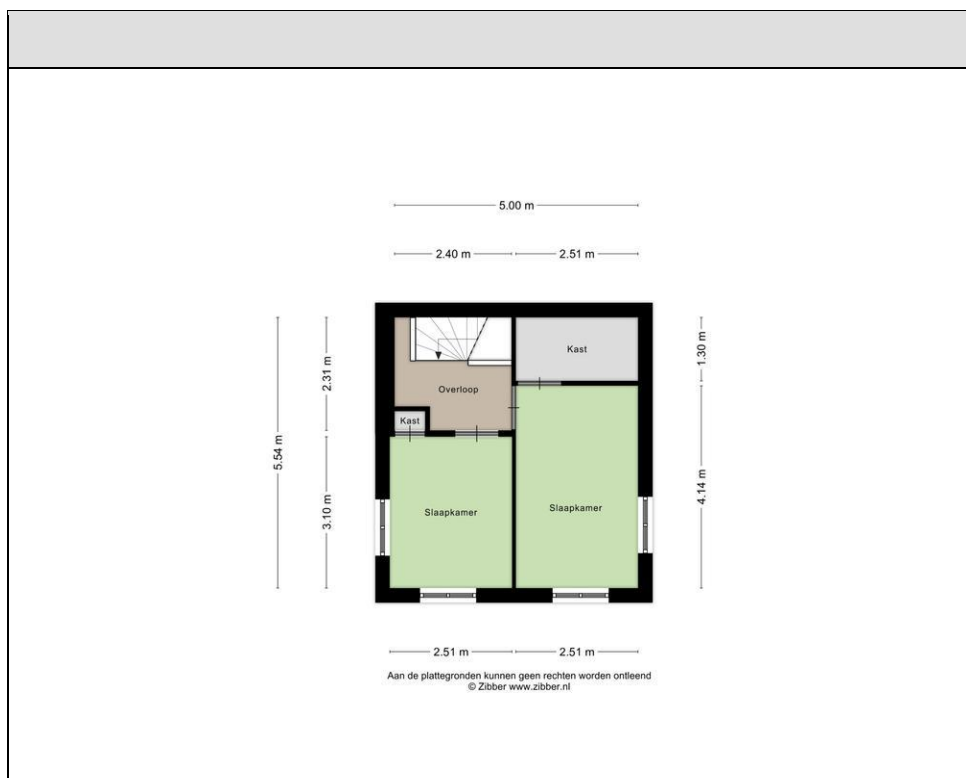 5.00 m
2.40 m
2.51 m
Kast
1.30 m
2.31 m
Overloop
Kast
5.54 m
3.10 m
4.14 m
Slaapkamer
Slaapkamer
2.51 m
2.51 m
Aan de plattegronden kunnen geen rechten worden ontleend
© Zibber www.zibber.nl